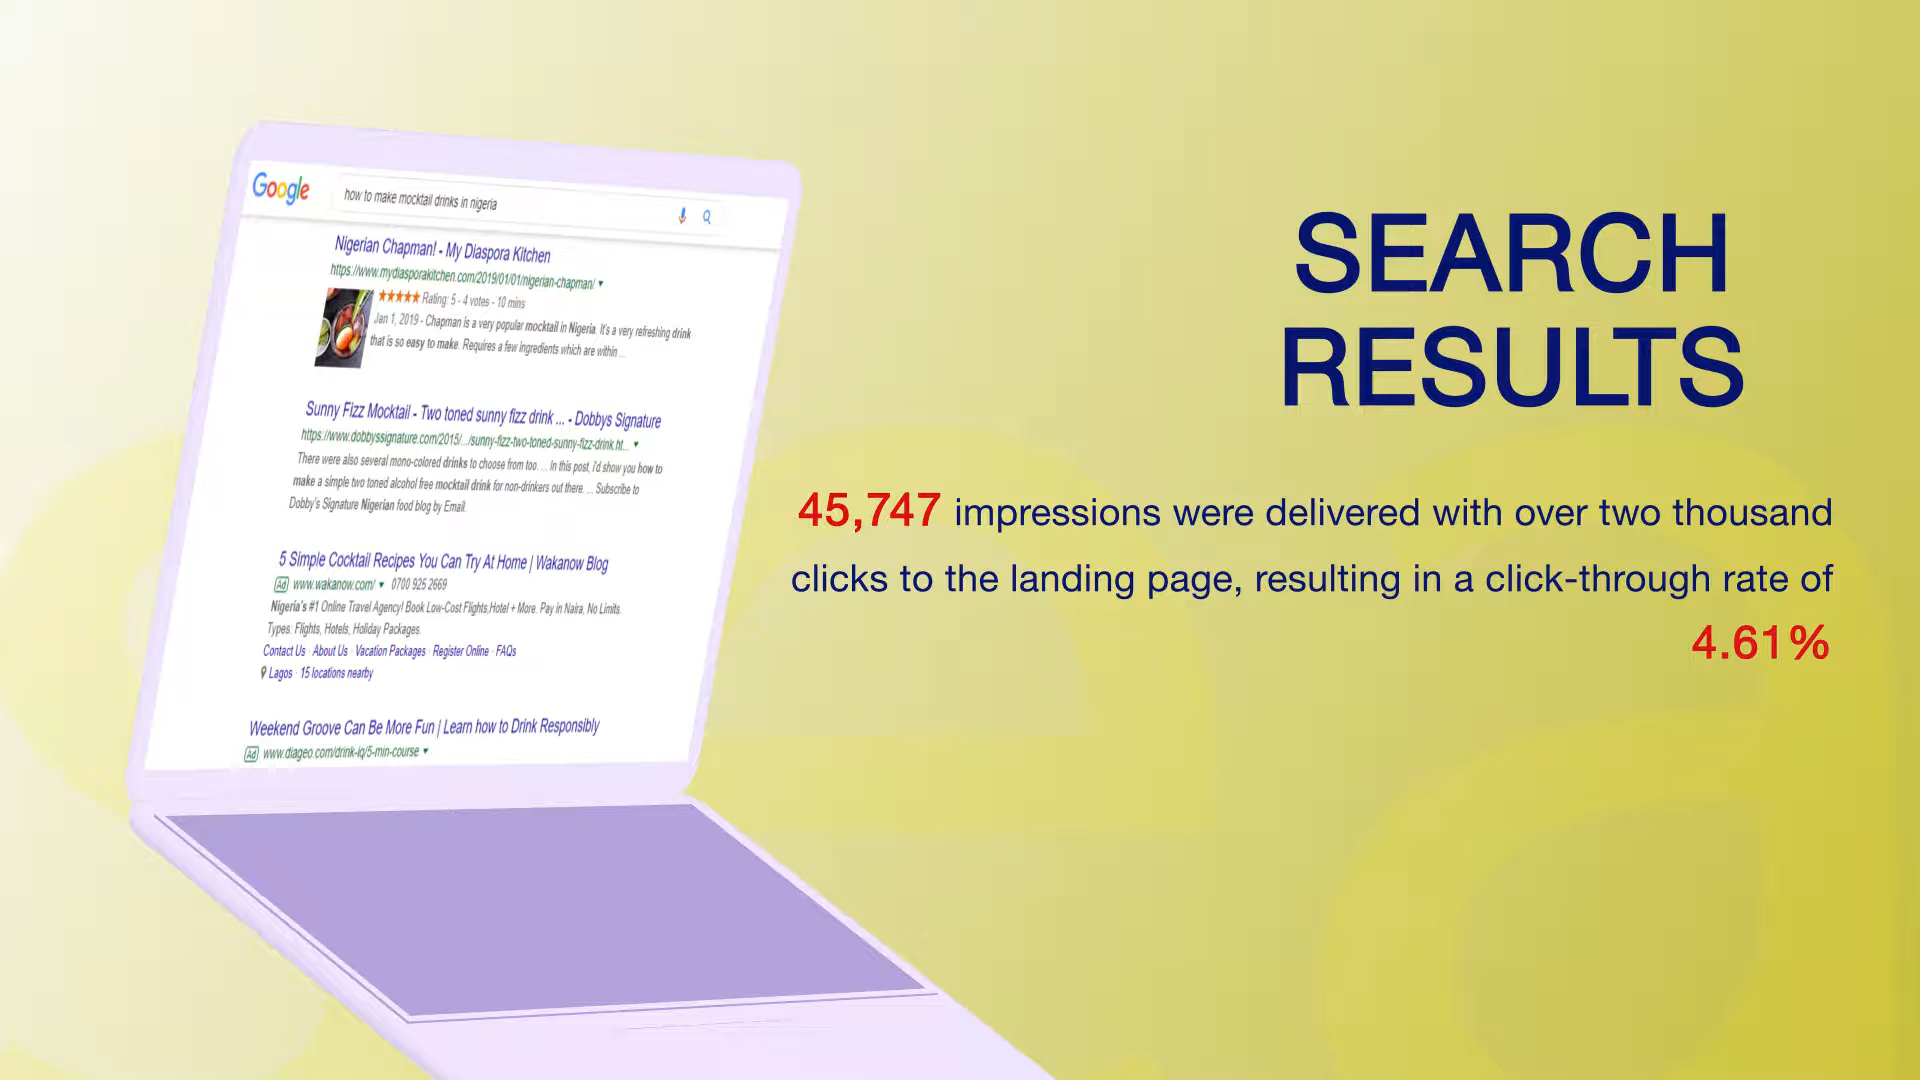 Google
how to make mocktail drinks in nigeria
Nigerian Chapman! - My Diaspora Kitchen
https://www.mydiasporakitchen.com/2019/01/01/nigerian-chapman/
Rating: 5 - 4 votes - 10 mins
Jan 1, 2019 - Chapman is a very popular mocktail in Nigeria. It's a very refreshing drink
that is so easy to make. Requires a few ingredients which are within ...
Sunny Fizz Mocktail - Two toned sunny fizz drink ... - Dobbys Signature
https://www.dobbyssignature.com/2015/.../sunny-fizz-two-toned-sunny-fizz-drink.ht...
There were also several mono-colored drinks to choose from too. ... In this post, i'd show you how to
make a simple two toned alcohol free mocktail drink for non-drinkers out there. ... Subscribe to
Dobby's Signature Nigerian food blog by Email.
5 Simple Cocktail Recipes You Can Try At Home | Wakanow Blog
Ad www.wakanow.com/ 0700 925 2669
Nigeria's #1 Online Travel Agency! Book Low-Cost Flights,Hotel + More. Pay in Naira, No Limits.
Types: Flights, Hotels, Holiday Packages.
Contact Us · About Us · Vacation Packages · Register Online · FAQs
Lagos · 15 locations nearby
Weekend Groove Can Be More Fun | Learn how to Drink Responsibly
Ad www.diageo.com/drink-iq/5-min-course
SEARCH
RESULTS
45,747 impressions were delivered with over two thousand
clicks to the landing page, resulting in a click-through rate of
4.61%